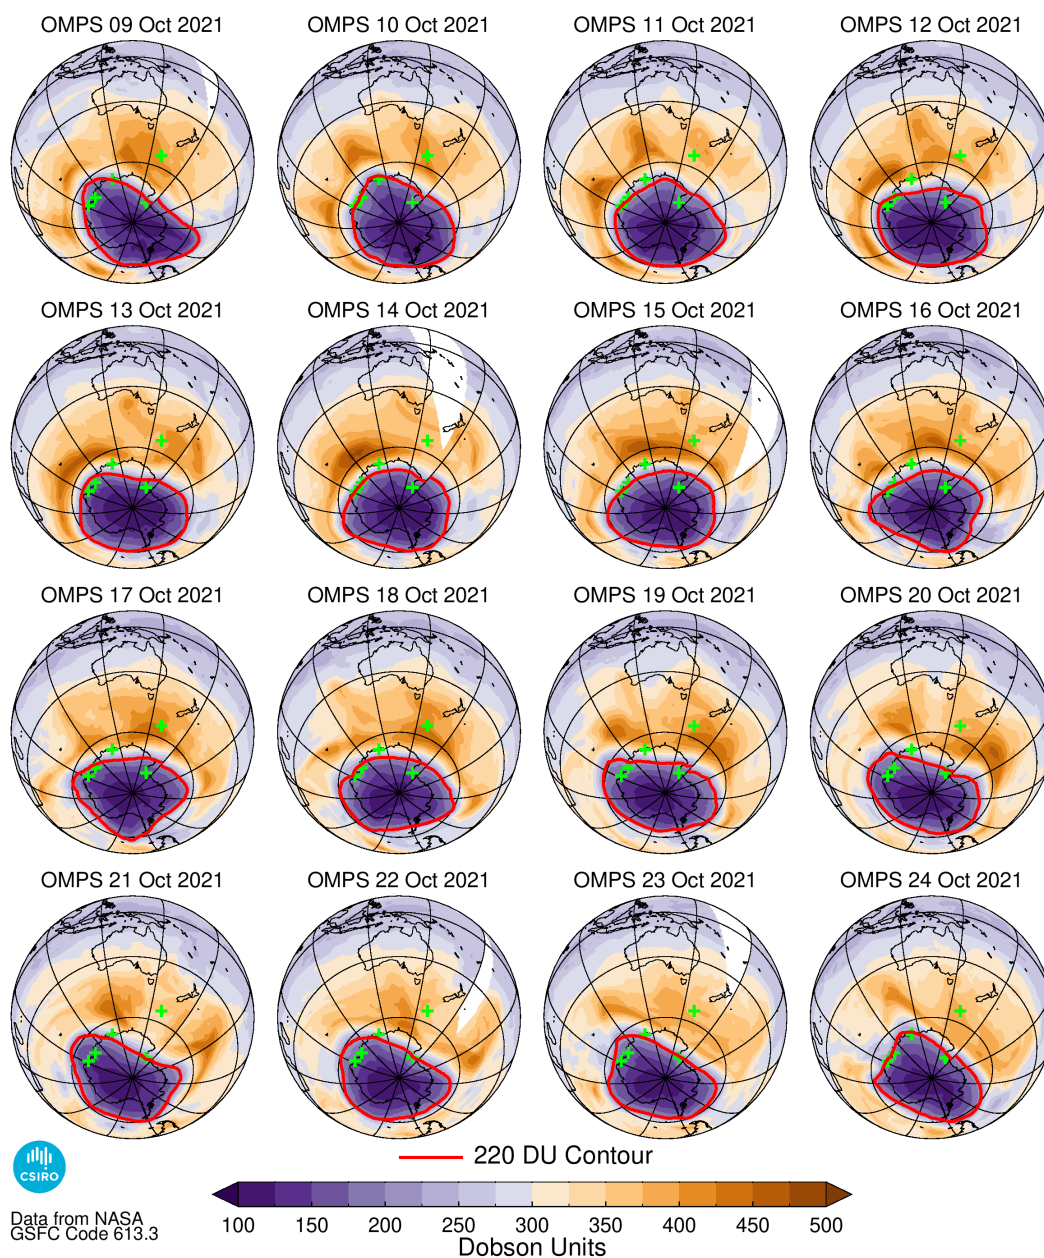 OMPS 09 Oct 2021
OMPS 10 Oct 2021
OMPS 11 Oct 2021
OMPS 12 Oct 2021
OMPS 13 Oct 2021
OMPS 14 Oct 2021
OMPS 15 Oct 2021
OMPS 16 Oct 2021
OMPS 17 Oct 2021
OMPS 18 Oct 2021
OMPS 19 Oct 2021
OMPS 20 Oct 2021
OMPS 21 Oct 2021
OMPS 22 Oct 2021
OMPS 23 Oct 2021
OMPS 24 Oct 2021
220 DU Contour
CSIRO
Data from NASA
GSFC Code 613.3
100 150 200 250 300 350 400 450 500
Dobson Units